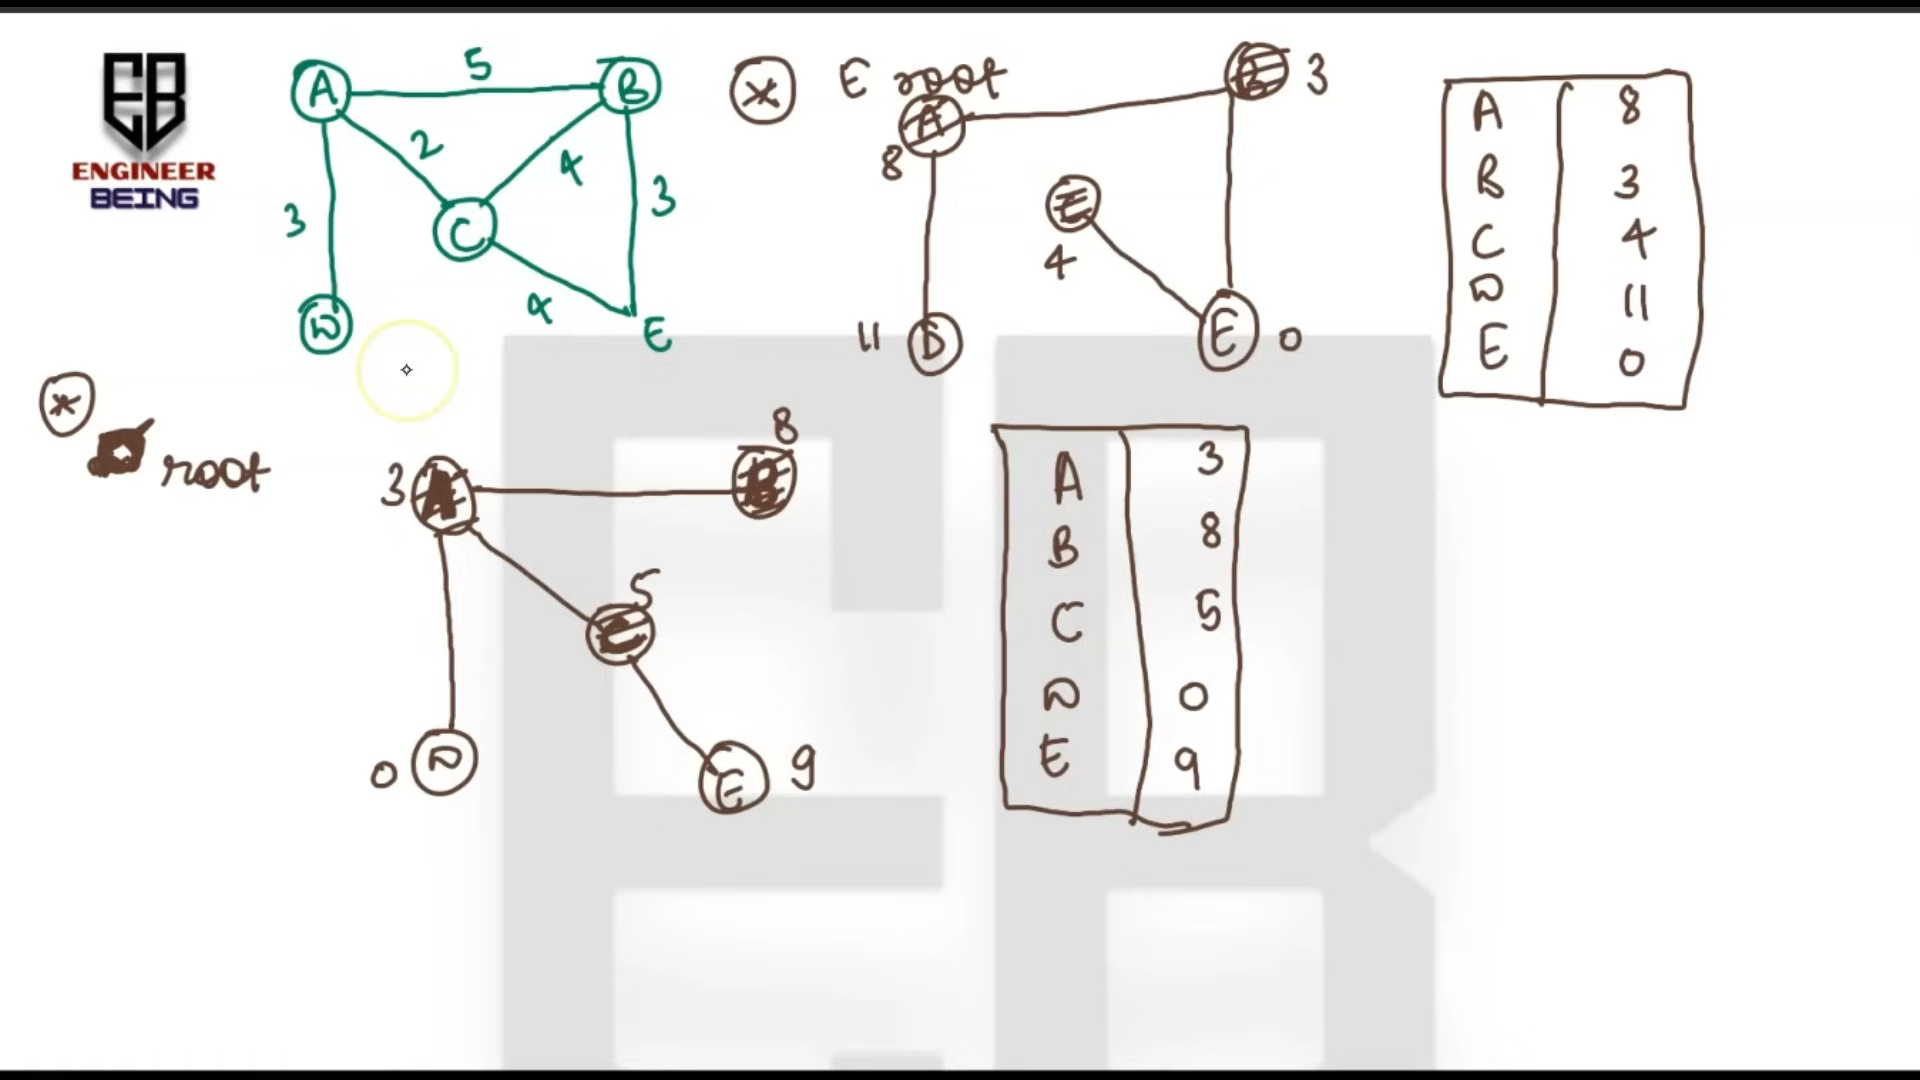 ENGINEER
BEING
A 5 B
2
4
3
3
C
4
D
E
* E root
B 3
A
8
C
4
11 D
E 0
A 8
B 3
C 4
D 11
E 0
*
root
3 A
8
B
5
C
0 D
E 9
A 3
B 8
C 5
D 0
E 9